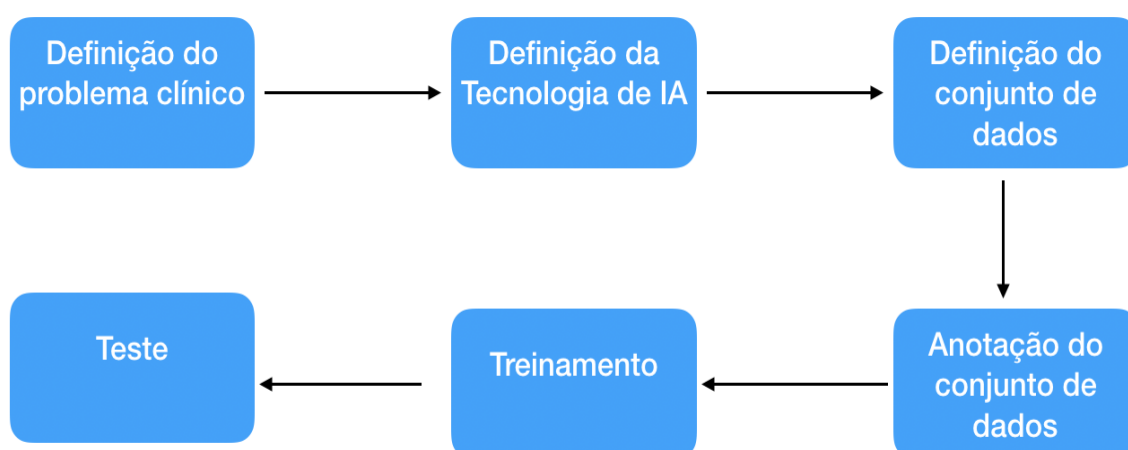 Definição do
problema clínico
Definição da
Tecnologia de IA
Definição do
conjunto de
dados
Anotação do
conjunto de
dados
Treinamento
Teste